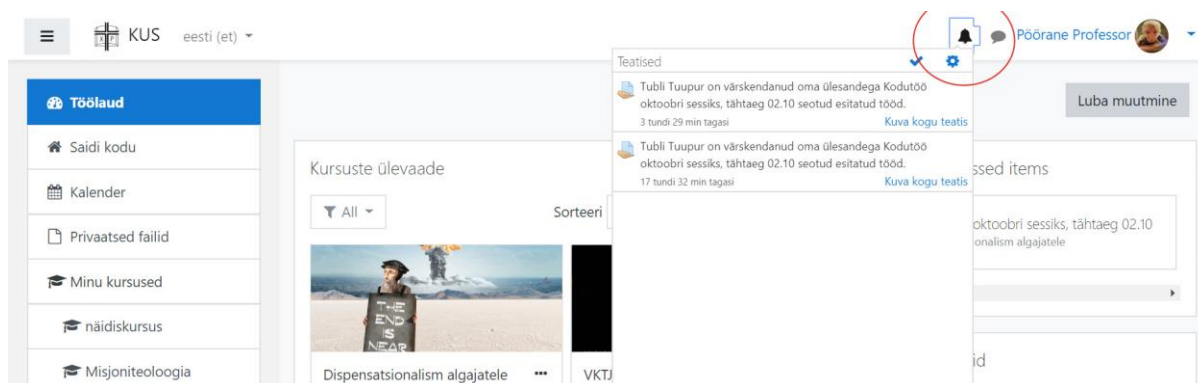 KUS eesti (et)
Pöörane Professor
Teatised
Tubli Tuupur on värskendanud oma ülesandega Kodutöö
oktoobri sessiks, tähtaeg 02.10 seotud esitatud tööd.
3 tundi 29 min tagasi Kuva kogu teatis
Tubli Tuupur on värskendanud oma ülesandega Kodutöö
oktoobri sessiks, tähtaeg 02.10 seotud esitatud tööd.
17 tundi 32 min tagasi Kuva kogu teatis
Luba muutmine
Töölaud
Saidi kodu
Kalender
Privaatsed failid
Minu kursused
näidiskursus
Misjoniteoloogia
Kursuste ülevaade
All Sorteeri
THE
END
IS
NEAR
Dispensatsionalism algajatele
VKTJ
ssed items
oktoobri sessiks, tähtaeg 02.10
onalism algajatele
id